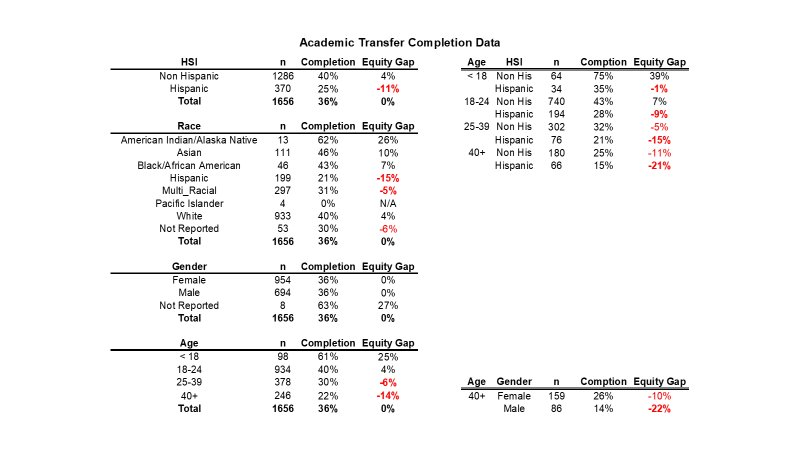 Academic Transfer Completion Data
HSI n Completion Equity Gap
Non Hispanic 1286 40% 4%
Hispanic 370 25% -11%
Total 1656 36% 0%
Race n Completion Equity Gap
American Indian/Alaska Native 13 62% 26%
Asian 111 46% 10%
Black/African American 46 43% 7%
Hispanic 199 21% -15%
Multi_Racial 297 31% -5%
Pacific Islander 4 0% N/A
White 933 40% 4%
Not Reported 53 30% -6%
Total 1656 36% 0%
Gender n Completion Equity Gap
Female 954 36% 0%
Male 694 36% 0%
Not Reported 8 63% 27%
Total 1656 36% 0%
Age n Completion Equity Gap
< 18 98 61% 25%
18-24 934 40% 4%
25-39 378 30% -6%
40+ 246 22% -14%
Total 1656 36% 0%
Age HSI n Comption Equity Gap
< 18 Non His 64 75% 39%
Hispanic 34 35% -1%
18-24 Non His 740 43% 7%
Hispanic 194 28% -9%
25-39 Non His 302 32% -5%
Hispanic 76 21% -15%
40+ Non His 180 25% -11%
Hispanic 66 15% -21%
Age Gender n Comption Equity Gap
40+ Female 159 26% -10%
Male 86 14% -22%